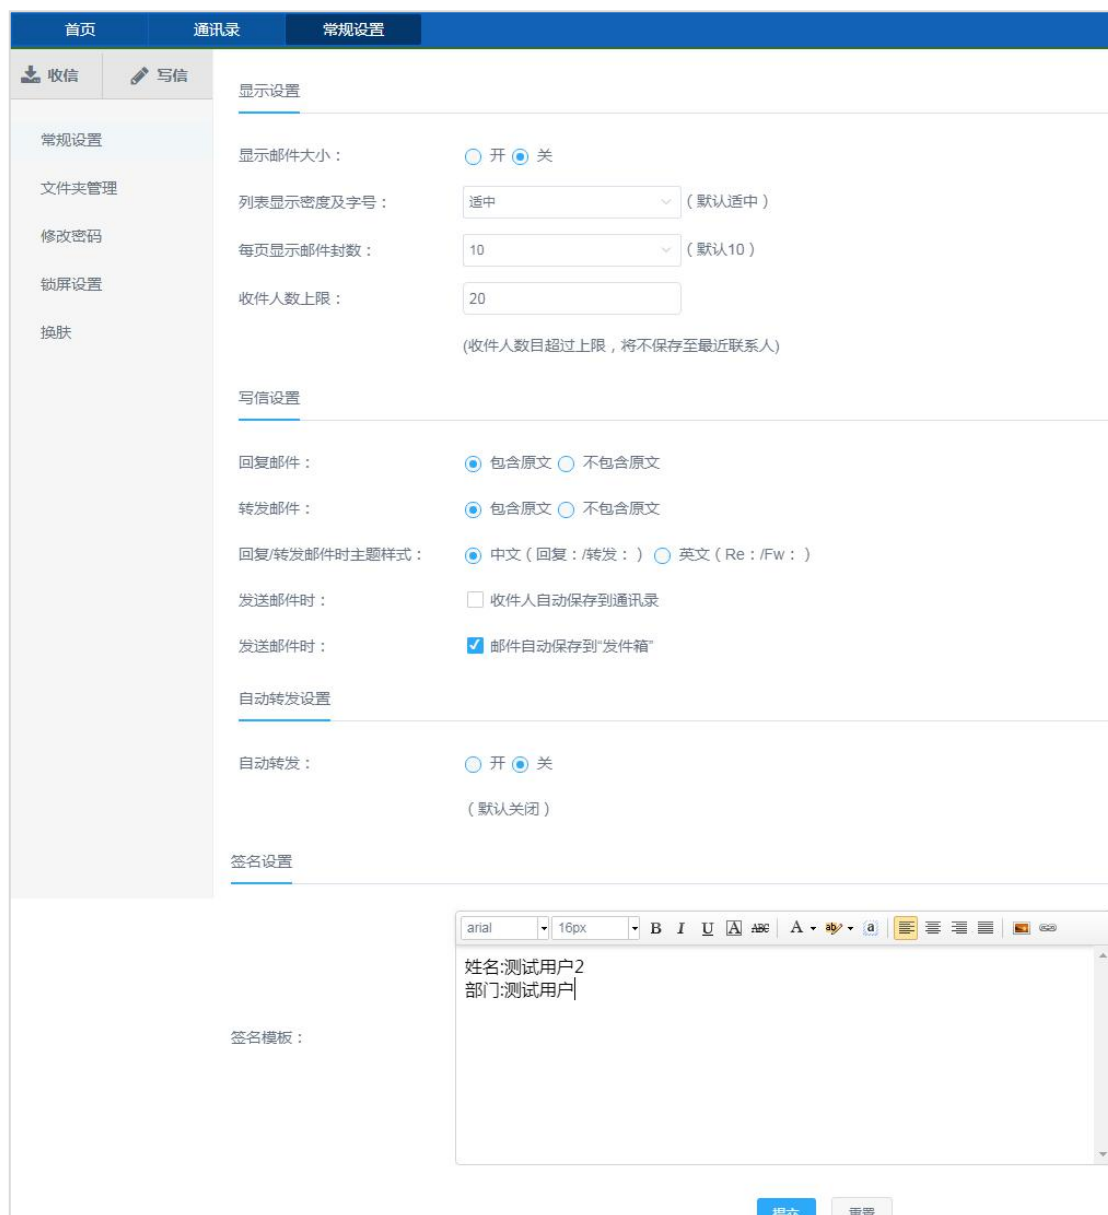 首页 通讯录 常规设置
收信 写信
常规设置
文件夹管理
修改密码
锁屏设置
换肤
显示设置
显示邮件大小： 开 关
列表显示密度及字号： 适中 （默认适中）
每页显示邮件封数： 10 （默认10）
收件人数上限： 20
(收件人数目超过上限，将不保存至最近联系人)
写信设置
回复邮件： 包含原文 不包含原文
转发邮件： 包含原文 不包含原文
回复/转发邮件时主题样式： 中文（回复：/转发：） 英文（Re：/Fw：）
发送邮件时： 收件人自动保存到通讯录
发送邮件时： 邮件自动保存到“发件箱”
自动转发设置
自动转发： 开 关
（默认关闭）
签名设置
arial 16px B I U A ABC A ab a
姓名:测试用户2
部门:测试用户
签名模板：
提交 重置